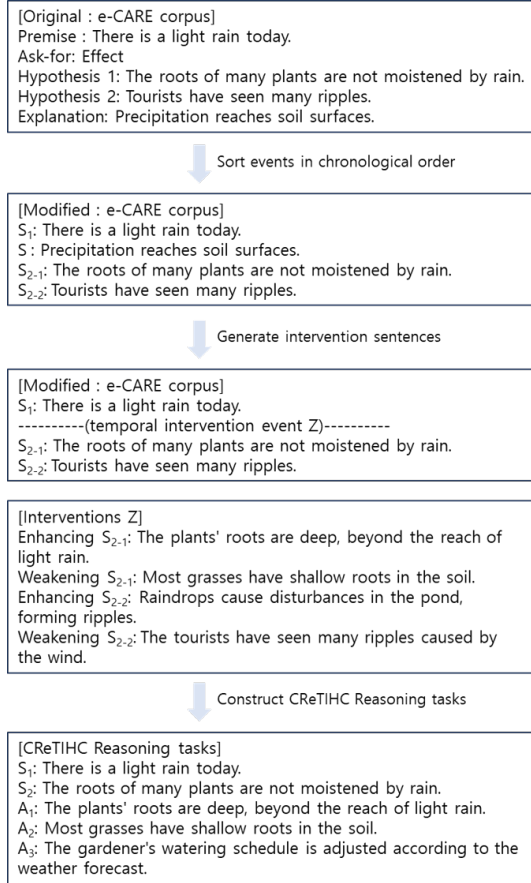 [Original : e-CARE corpus]
Premise : There is a light rain today.
Ask-for: Effect
Hypothesis 1: The roots of many plants are not moistened by rain.
Hypothesis 2: Tourists have seen many ripples.
Explanation: Precipitation reaches soil surfaces.
Sort events in chronological order
[Modified : e-CARE corpus]
S₁: There is a light rain today.
S : Precipitation reaches soil surfaces.
S₂₋₁: The roots of many plants are not moistened by rain.
S₂₋₂: Tourists have seen many ripples.
Generate intervention sentences
[Modified : e-CARE corpus]
S₁: There is a light rain today.
----------(temporal intervention event Z)----------
S₂₋₁: The roots of many plants are not moistened by rain.
S₂₋₂: Tourists have seen many ripples.
[Interventions Z]
Enhancing S₂₋₁: The plants' roots are deep, beyond the reach of
light rain.
Weakening S₂₋₁: Most grasses have shallow roots in the soil.
Enhancing S₂₋₂: Raindrops cause disturbances in the pond,
forming ripples.
Weakening S₂₋₂: The tourists have seen many ripples caused by
the wind.
Construct CReTIHC Reasoning tasks
[CReTIHC Reasoning tasks]
S₁: There is a light rain today.
S₂: The roots of many plants are not moistened by rain.
A₁: The plants' roots are deep, beyond the reach of light rain.
A₂: Most grasses have shallow roots in the soil.
A₃: The gardener's watering schedule is adjusted according to the
weather forecast.